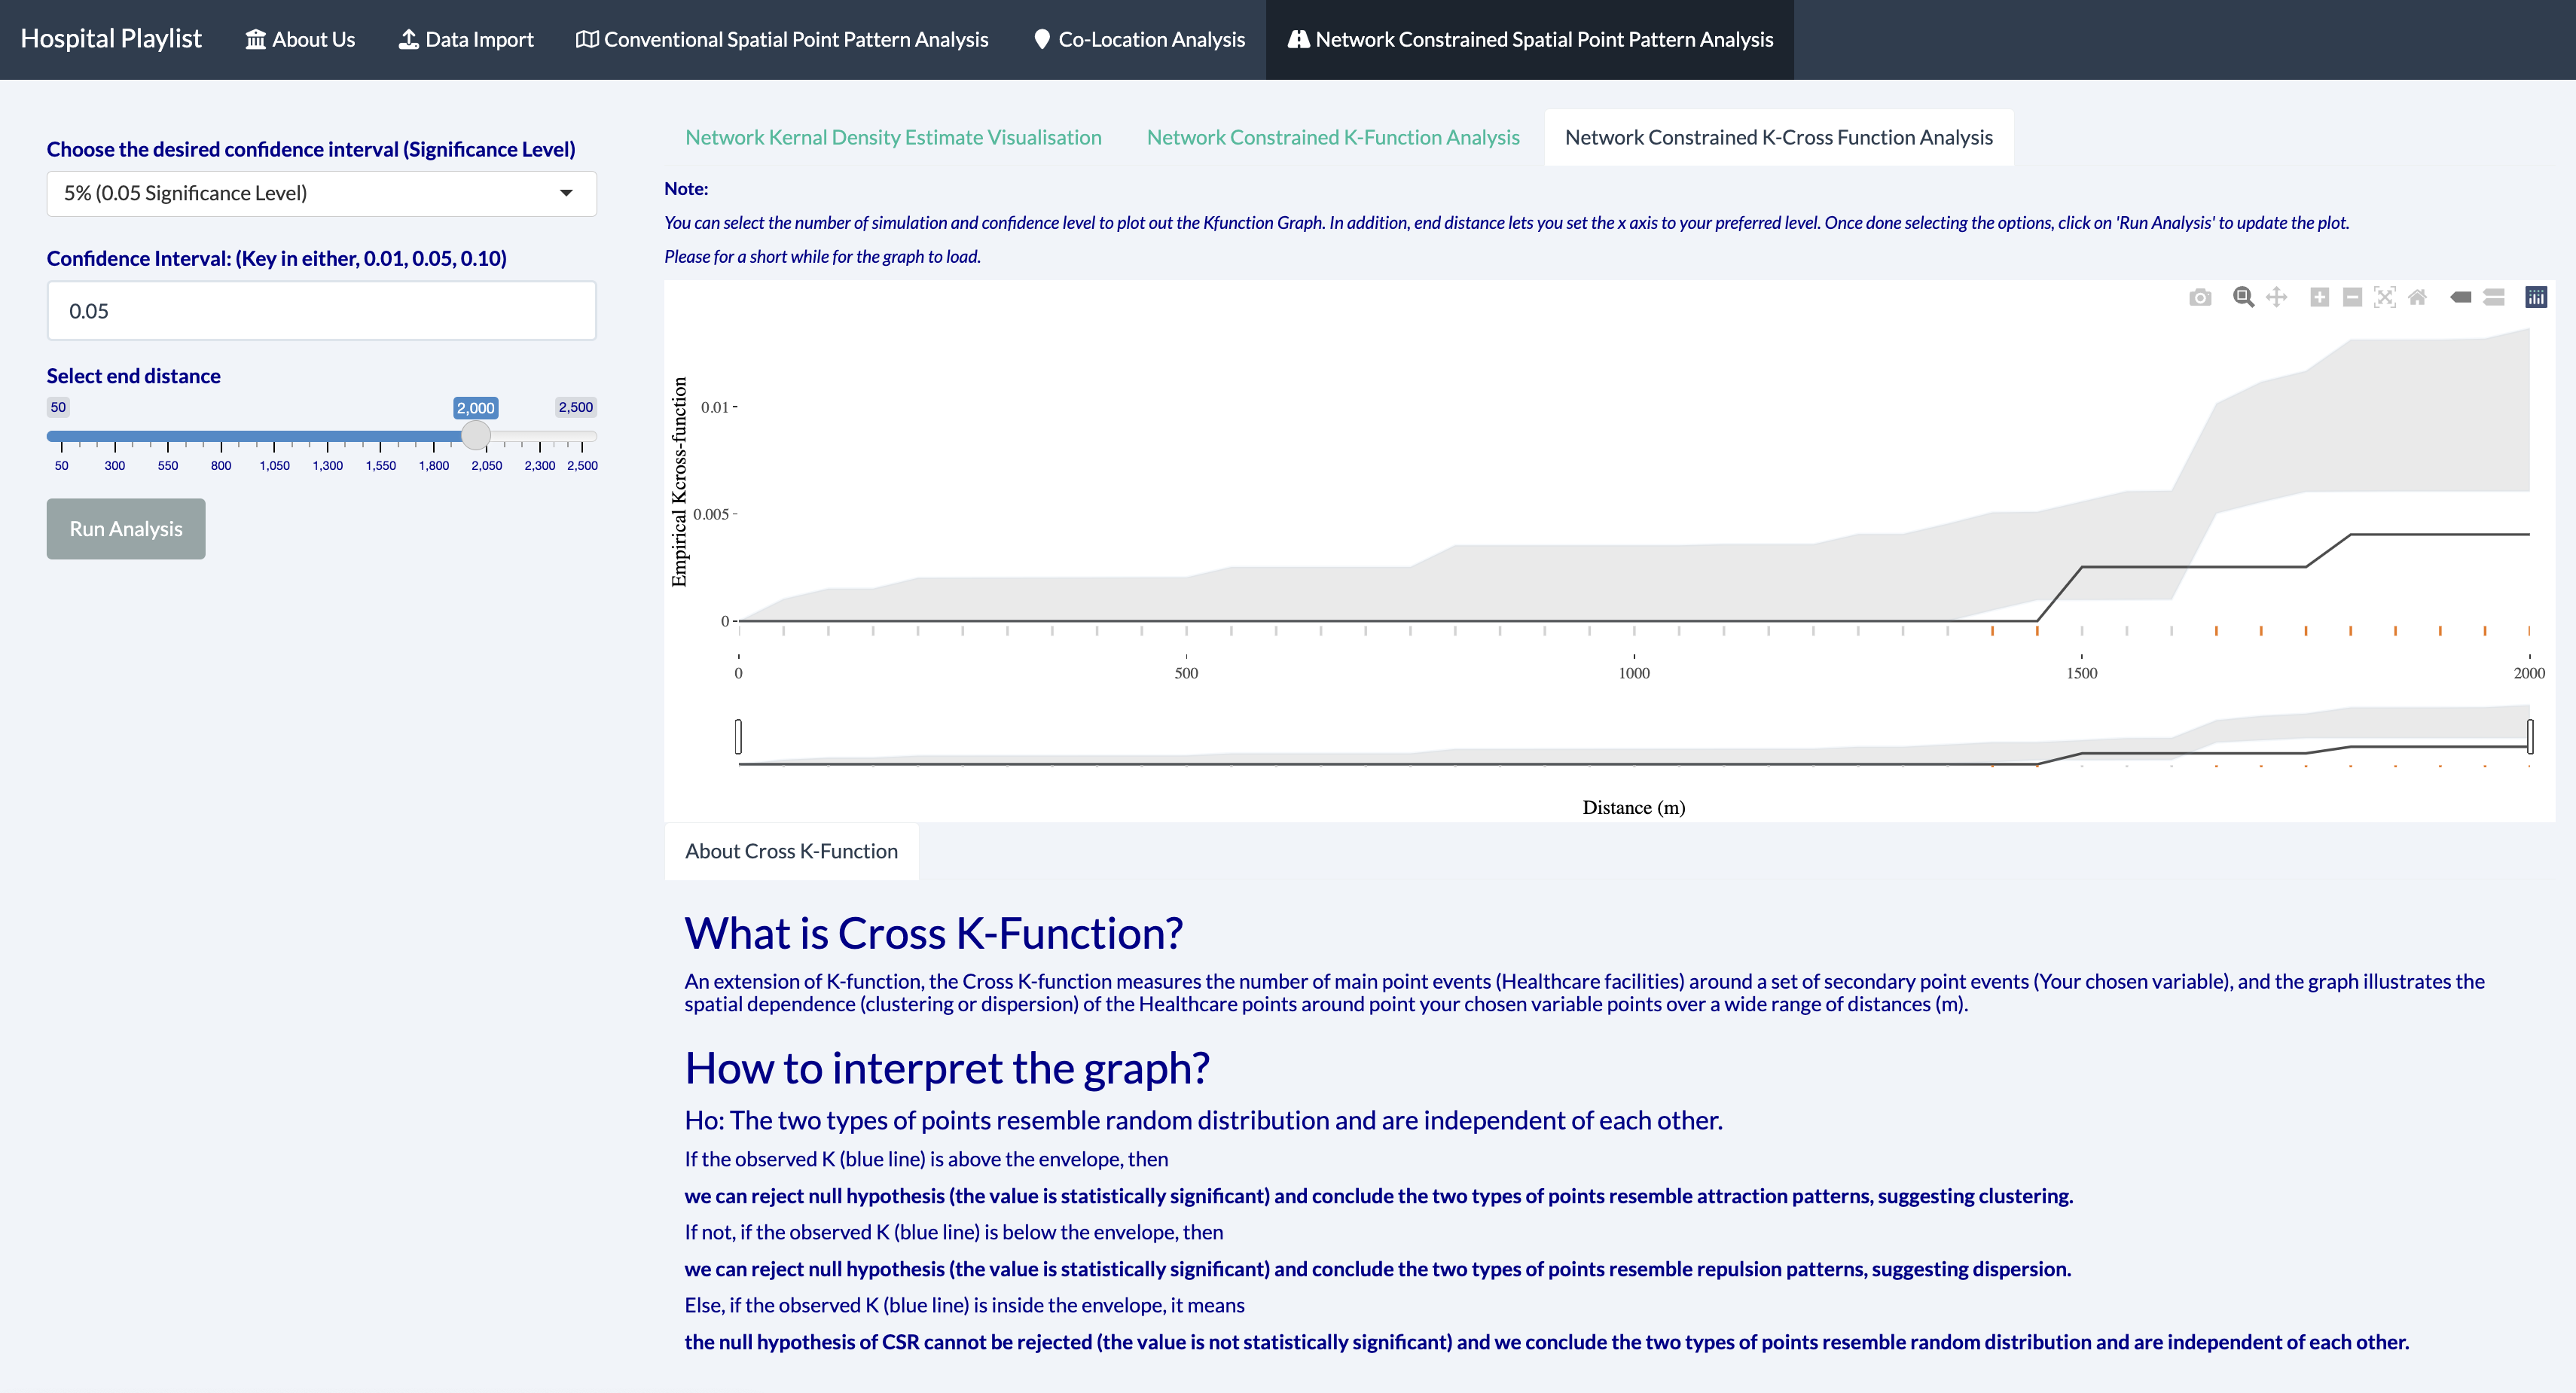 Hospital Playlist About Us Data Import Conventional Spatial Point Pattern Analysis Co-Location Analysis Network Constrained Spatial Point Pattern Analysis
Choose the desired confidence interval (Significance Level)
5% (0.05 Significance Level)
Confidence Interval: (Key in either, 0.01, 0.05, 0.10)
0.05
Select end distance
50 2,000 2,500
50 300 550 800 1,050 1,300 1,550 1,800 2,050 2,300 2,500
Run Analysis
Network Kernal Density Estimate Visualisation Network Constrained K-Function Analysis Network Constrained K-Cross Function Analysis
Note:
You can select the number of simulation and confidence level to plot out the Kfunction Graph. In addition, end distance lets you set the x axis to your preferred level. Once done selecting the options, click on 'Run Analysis' to update the plot.
Please for a short while for the graph to load.
Empirical Kcross-function
0.01
0.005
0
0 500 1000 1500 2000
Distance (m)
About Cross K-Function
What is Cross K-Function?
An extension of K-function, the Cross K-function measures the number of main point events (Healthcare facilities) around a set of secondary point events (Your chosen variable), and the graph illustrates the
spatial dependence (clustering or dispersion) of the Healthcare points around point your chosen variable points over a wide range of distances (m).
How to interpret the graph?
Ho: The two types of points resemble random distribution and are independent of each other.
If the observed K (blue line) is above the envelope, then
we can reject null hypothesis (the value is statistically significant) and conclude the two types of points resemble attraction patterns, suggesting clustering.
If not, if the observed K (blue line) is below the envelope, then
we can reject null hypothesis (the value is statistically significant) and conclude the two types of points resemble repulsion patterns, suggesting dispersion.
Else, if the observed K (blue line) is inside the envelope, it means
the null hypothesis of CSR cannot be rejected (the value is not statistically significant) and we conclude the two types of points resemble random distribution and are independent of each other.